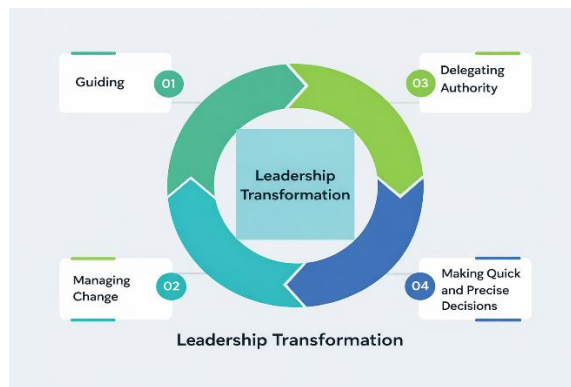 Guiding
01
03
Delegating
Authority
Leadership
Transformation
Managing
Change
02
04
Making Quick
and Precise
Decisions
Leadership Transformation